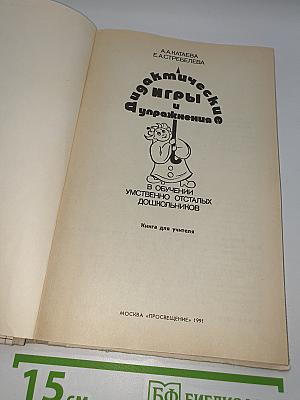 А.А.КАТАЕВА
Е.А.СТРЕБЕЛЕВА
Дидактические
ИГРЫ
и
упражнения
В ОБУЧЕНИИ
УМСТВЕННО ОТСТАЛЫХ
ДОШКОЛЬНИКОВ
Книга для учителя
МОСКВА «ПРОСВЕЩЕНИЕ» 1991
15 см
БФ